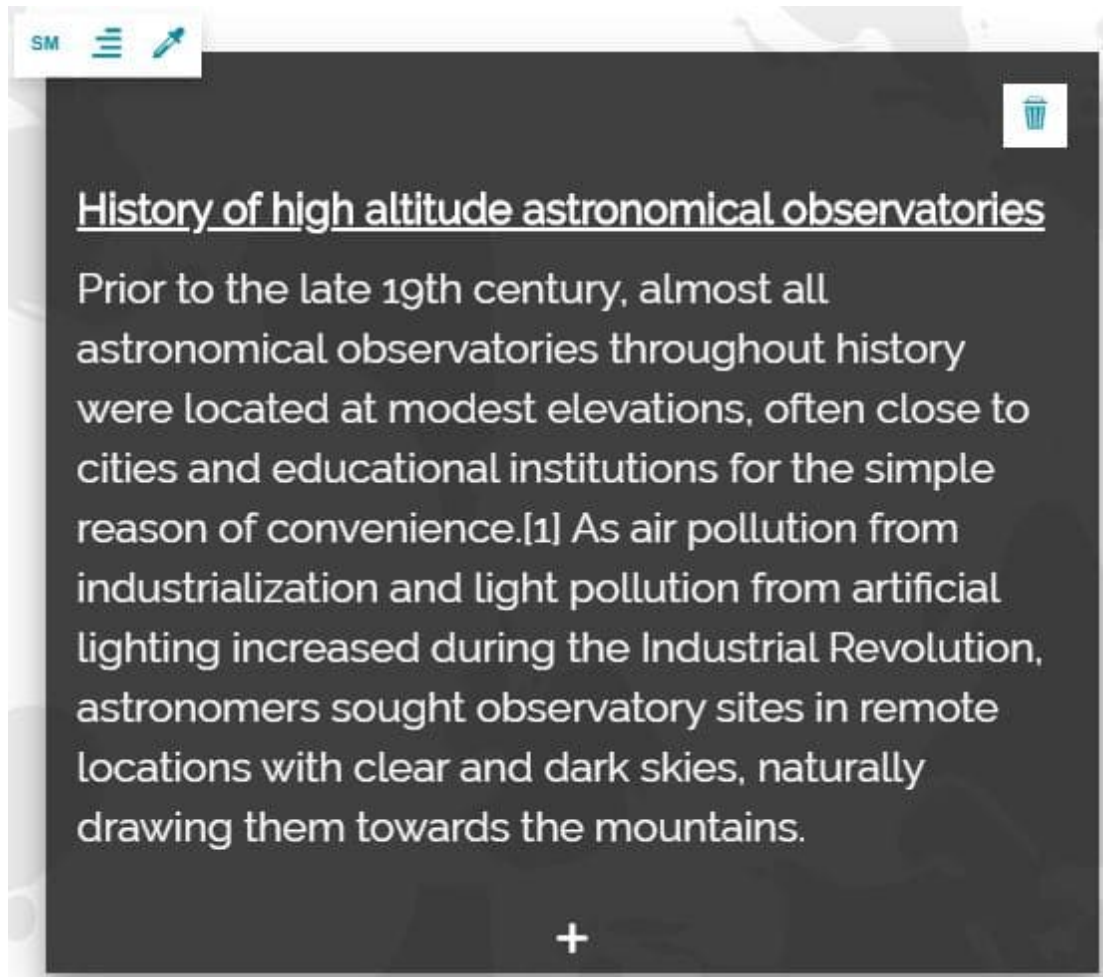 SM
History of high altitude astronomical observatories
Prior to the late 19th century, almost all
astronomical observatories throughout history
were located at modest elevations, often close to
cities and educational institutions for the simple
reason of convenience.[1] As air pollution from
industrialization and light pollution from artificial
lighting increased during the Industrial Revolution,
astronomers sought observatory sites in remote
locations with clear and dark skies, naturally
drawing them towards the mountains.
+